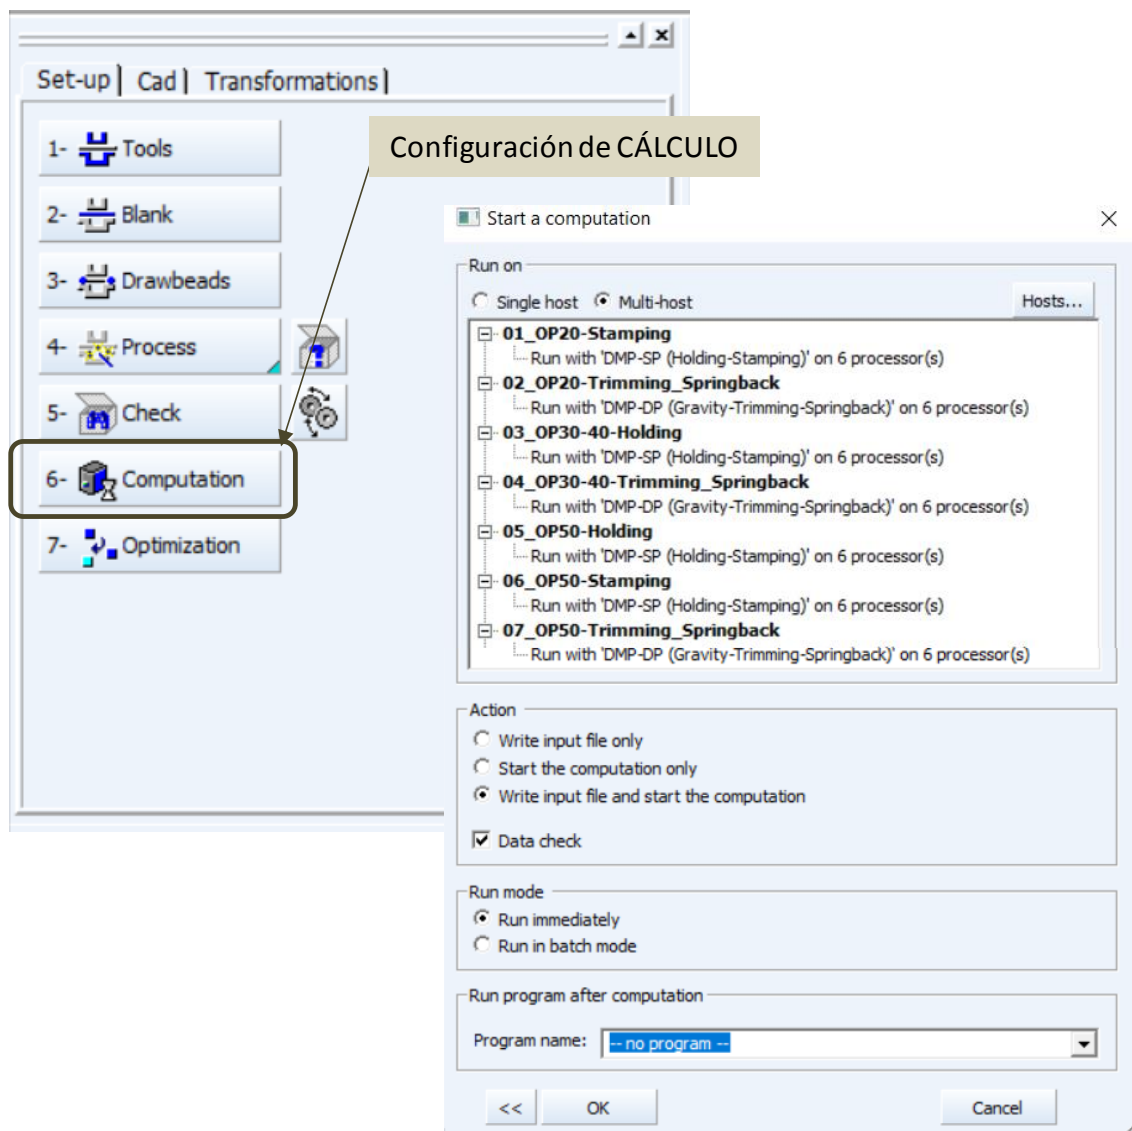 Set-up Cad Transformations
1- Tools
Configuración de CÁLCULO
2- Blank
3- Drawbeads
4- Process
5- Check
6- Computation
7- Optimization
Start a computation
Run on
Single host Multi-host Hosts...
01_OP20-Stamping
Run with 'DMP-SP (Holding-Stamping)' on 6 processor(s)
02_OP20-Trimming_Springback
Run with 'DMP-DP (Gravity-Trimming-Springback)' on 6 processor(s)
03_OP30-40-Holding
Run with 'DMP-SP (Holding-Stamping)' on 6 processor(s)
04_OP30-40-Trimming_Springback
Run with 'DMP-DP (Gravity-Trimming-Springback)' on 6 processor(s)
05_OP50-Holding
Run with 'DMP-SP (Holding-Stamping)' on 6 processor(s)
06_OP50-Stamping
Run with 'DMP-SP (Holding-Stamping)' on 6 processor(s)
07_OP50-Trimming_Springback
Run with 'DMP-DP (Gravity-Trimming-Springback)' on 6 processor(s)
Action
Write input file only
Start the computation only
Write input file and start the computation
Data check
Run mode
Run immediately
Run in batch mode
Run program after computation
Program name: -- no program --
<< OK Cancel